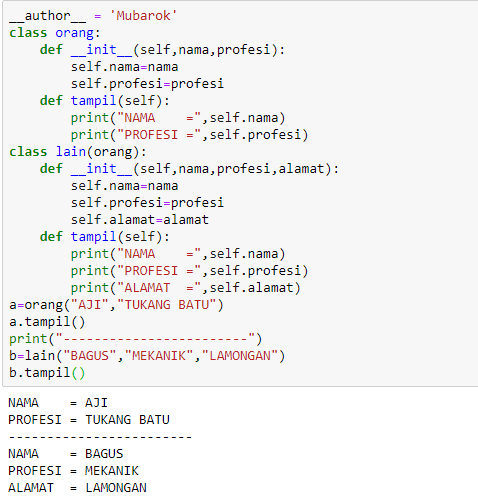 __author__ = 'Mubarok'
class orang:
    def __init__(self,nama,profesi):
        self.nama=nama
        self.profesi=profesi
    def tampil(self):
        print("NAMA    =",self.nama)
        print("PROFESI =",self.profesi)
class lain(orang):
    def __init__(self,nama,profesi,alamat):
        self.nama=nama
        self.profesi=profesi
        self.alamat=alamat
    def tampil(self):
        print("NAMA    =",self.nama)
        print("PROFESI =",self.profesi)
        print("ALAMAT  =",self.alamat)
a=orang("AJI","TUKANG BATU")
a.tampil()
print("------------------------")
b=lain("BAGUS","MEKANIK","LAMONGAN")
b.tampil()
NAMA    = AJI
PROFESI = TUKANG BATU
------------------------
NAMA    = BAGUS
PROFESI = MEKANIK
ALAMAT  = LAMONGAN